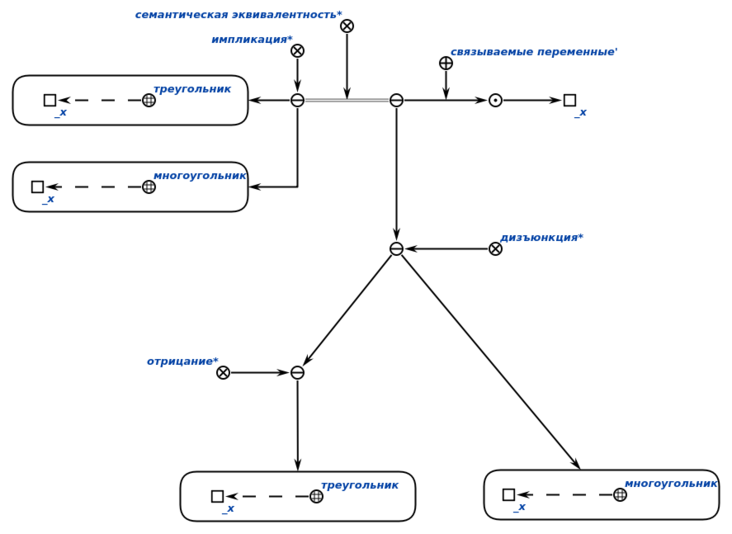 семантическая эквивалентность*
импликация*
связываемые переменные'
треугольник
_x
_x
многоугольник
_x
дизъюнкция*
отрицание*
треугольник
_x
многоугольник
_x